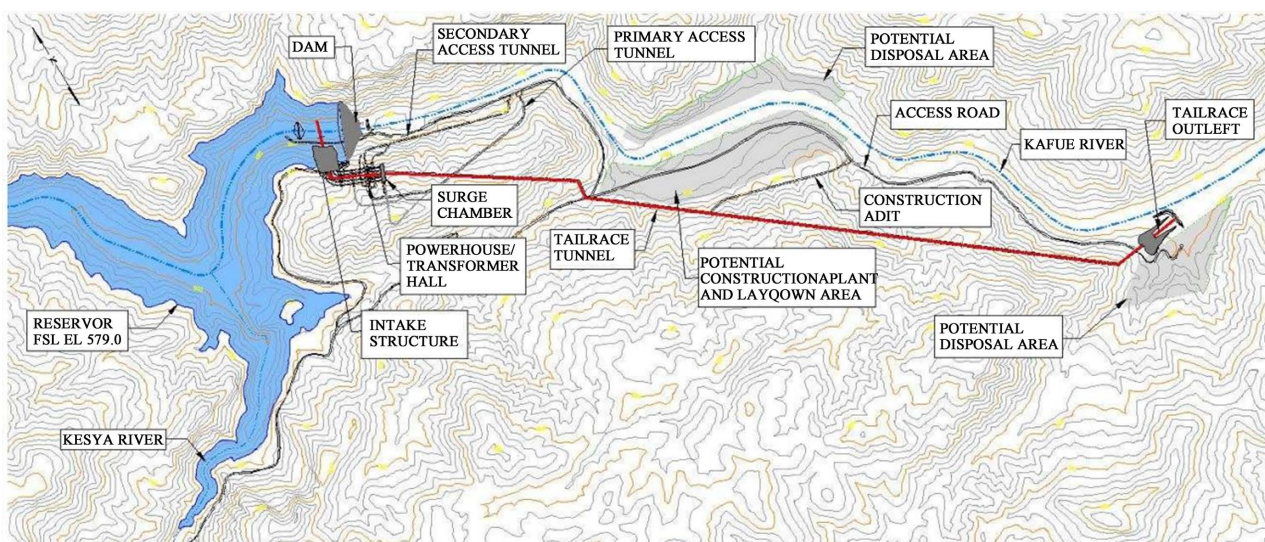 DAM
SECONDARY
ACCESS TUNNEL
PRIMARY ACCESS
TUNNEL
POTENTIAL
DISPOSAL AREA
ACCESS ROAD
TAILRACE
OUTLEFT
KAFUE RIVER
SURGE
CHAMBER
CONSTRUCTION
ADIT
POWERHOUSE/
TRANSFORMER
HALL
TAILRACE
TUNNEL
POTENTIAL
CONSTRUCTIONAPLANT
AND LAYQOWN AREA
RESERVOR
FSL EL 579.0
INTAKE
STRUCTURE
POTENTIAL
DISPOSAL AREA
KESYA RIVER